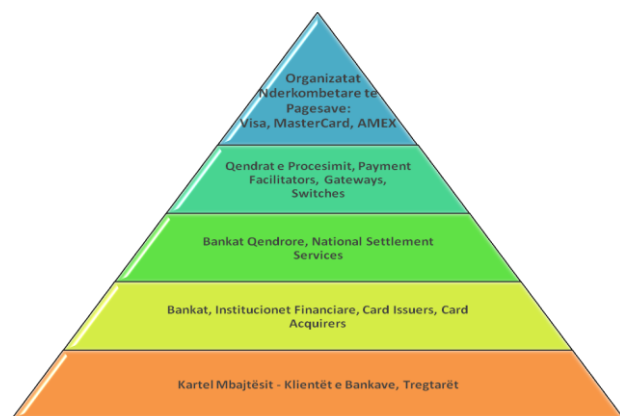 Organizatat
Nderkombetare te
Pagesave:
Visa, MasterCard, AMEX
Qendrat e Procesimit, Payment
Facilitators, Gateways,
Switches
Bankat Qendrore, National Settlement
Services
Bankat, Institucionet Financiare, Card Issuers, Card
Acquirers
Kartel Mbajtësit - Klientët e Bankave, Tregtarët